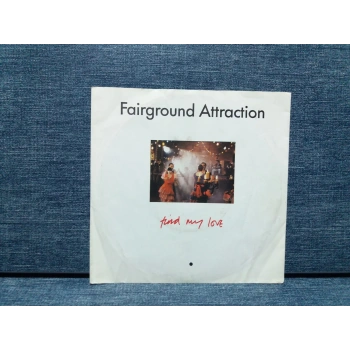 Fairground Attraction
find my love